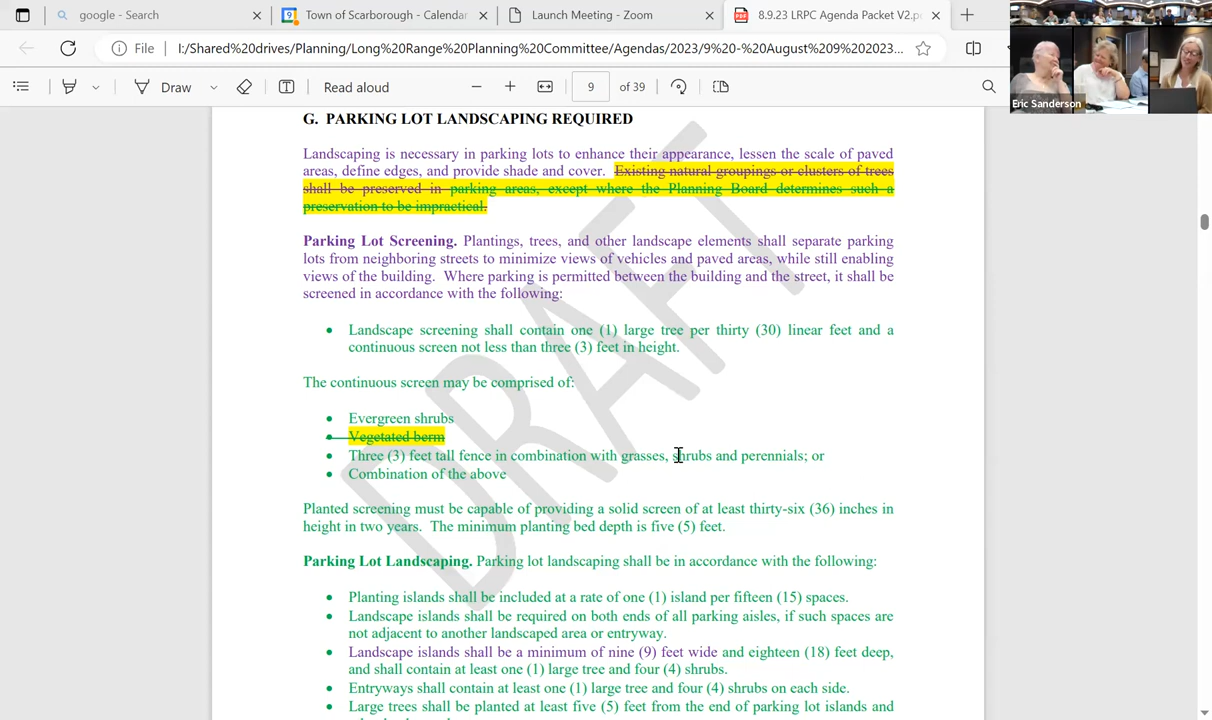 google - Search
Town of Scarborough - Calendar
Launch Meeting - Zoom
8.9.23 LRPC Agenda Packet V2.p
File
I:/Shared%20drives/Planning/Long%20Range%20Planning%20Committee/Agendas/2023/9%20-%20August%209%202023...
Draw
Read aloud
9 of 39
Eric Sanderson
G. PARKING LOT LANDSCAPING REQUIRED
Landscaping is necessary in parking lots to enhance their appearance, lessen the scale of paved
areas, define edges, and provide shade and cover. Existing natural groupings or clusters of trees
shall be preserved in parking areas, except where the Planning Board determines such a
preservation to be impractical.
Parking Lot Screening. Plantings, trees, and other landscape elements shall separate parking
lots from neighboring streets to minimize views of vehicles and paved areas, while still enabling
views of the building. Where parking is permitted between the building and the street, it shall be
screened in accordance with the following:
• Landscape screening shall contain one (1) large tree per thirty (30) linear feet and a
continuous screen not less than three (3) feet in height.
The continuous screen may be comprised of:
• Evergreen shrubs
• Vegetated berm
• Three (3) feet tall fence in combination with grasses, shrubs and perennials; or
• Combination of the above
Planted screening must be capable of providing a solid screen of at least thirty-six (36) inches in
height in two years. The minimum planting bed depth is five (5) feet.
Parking Lot Landscaping. Parking lot landscaping shall be in accordance with the following:
• Planting islands shall be included at a rate of one (1) island per fifteen (15) spaces.
• Landscape islands shall be required on both ends of all parking aisles, if such spaces are
not adjacent to another landscaped area or entryway.
• Landscape islands shall be a minimum of nine (9) feet wide and eighteen (18) feet deep,
and shall contain at least one (1) large tree and four (4) shrubs.
• Entryways shall contain at least one (1) large tree and four (4) shrubs on each side.
• Large trees shall be planted at least five (5) feet from the end of parking lot islands and
DRAFT